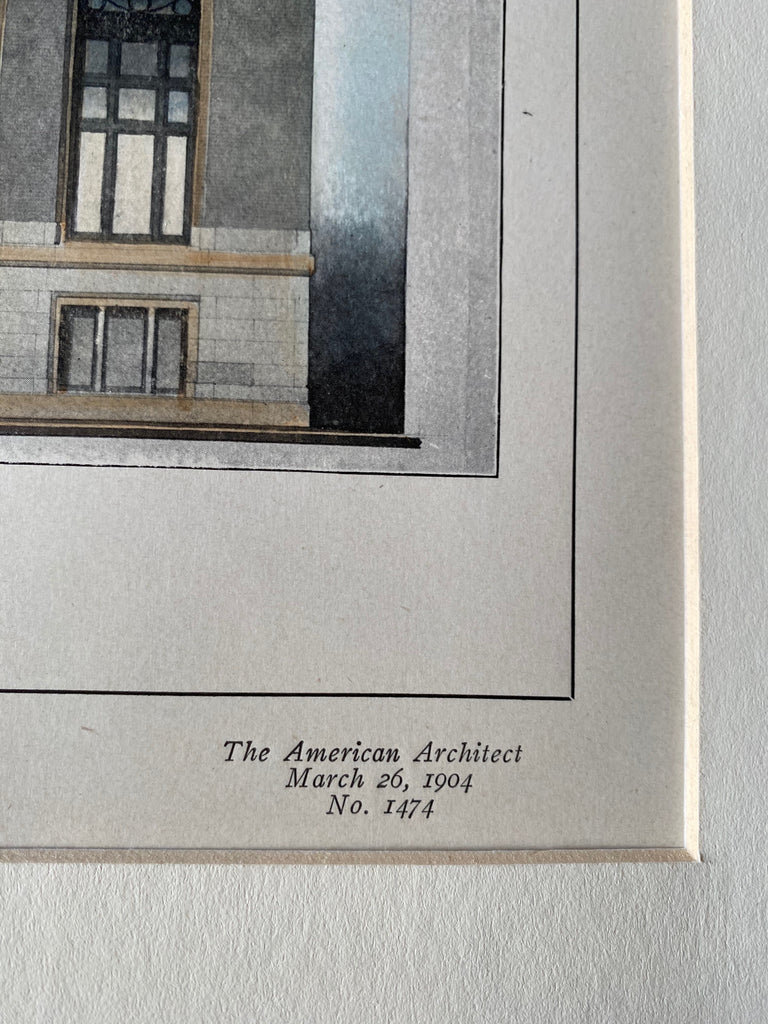 The American Architect
March 26, 1904
No. 1474